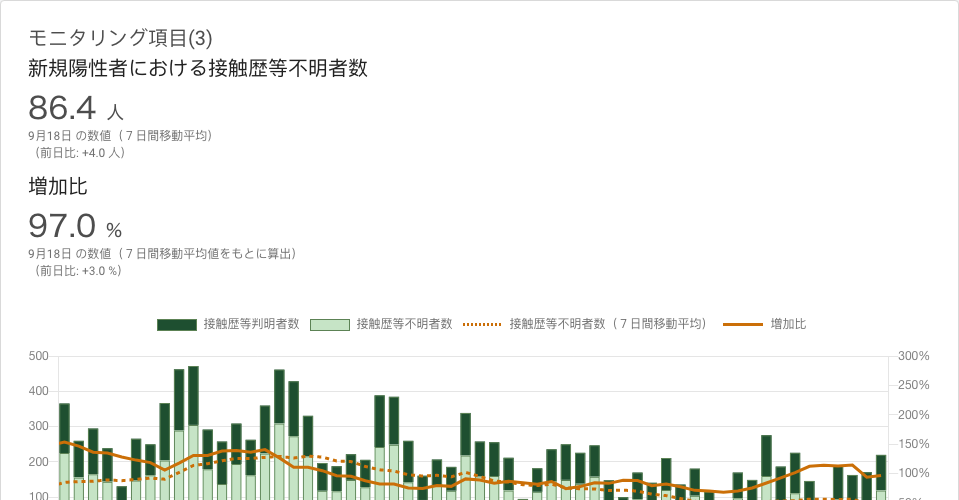 モニタリング項目(3)
新規陽性者における接触歴等不明者数
86.4 人
9月18日 の数値（７日間移動平均）
（前日比: +4.0 人）
増加比
97.0 %
9月18日 の数値（７日間移動平均値をもとに算出）
（前日比: +3.0 %）
接触歴等判明者数 接触歴等不明者数 接触歴等不明者数（７日間移動平均） 増加比
500 300%
250%
400
200%
300
150%
200
100%
100